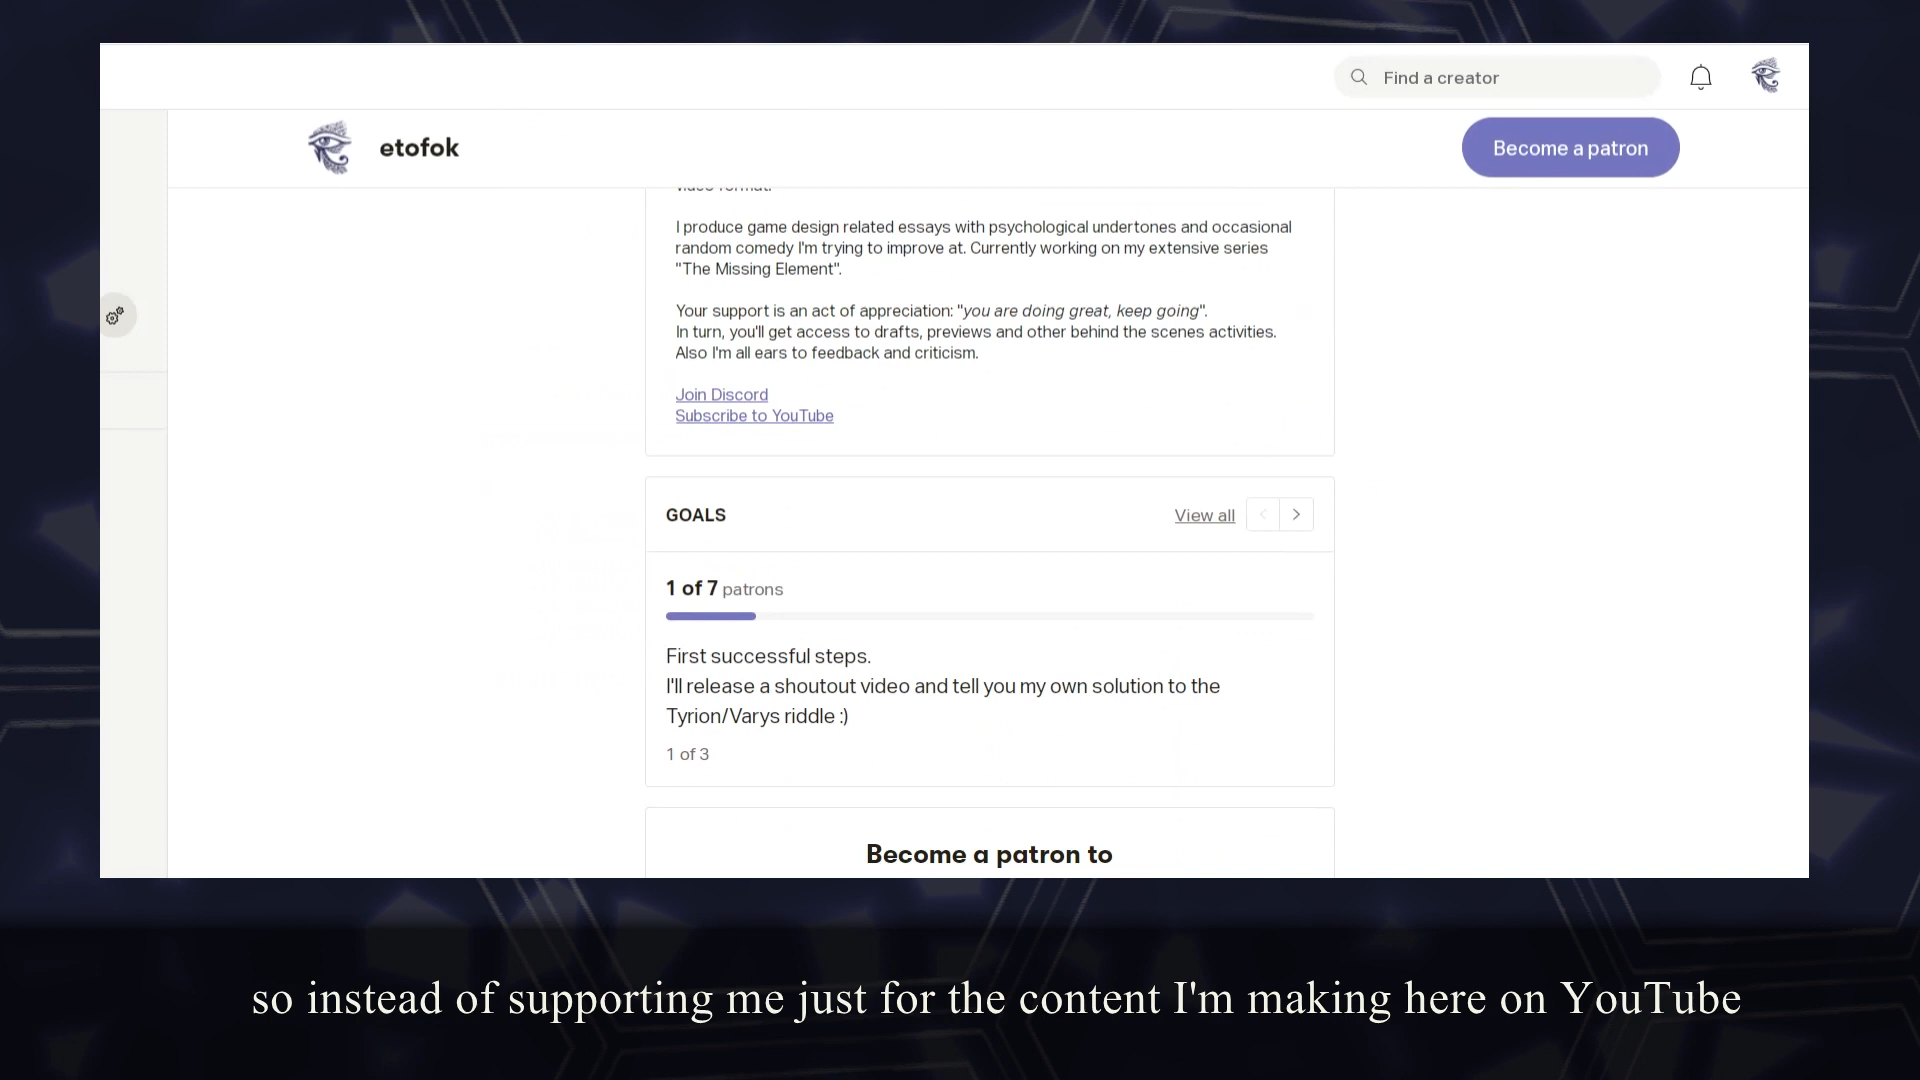 Find a creator
etofok
Become a patron
video format.
I produce game design related essays with psychological undertones and occasional
random comedy I'm trying to improve at. Currently working on my extensive series
"The Missing Element".
Your support is an act of appreciation: "you are doing great, keep going".
In turn, you'll get access to drafts, previews and other behind the scenes activities.
Also I'm all ears to feedback and criticism.
Join Discord
Subscribe to YouTube
GOALS
View all
1 of 7 patrons
First successful steps.
I'll release a shoutout video and tell you my own solution to the
Tyrion/Varys riddle :)
1 of 3
Become a patron to
so instead of supporting me just for the content I'm making here on YouTube